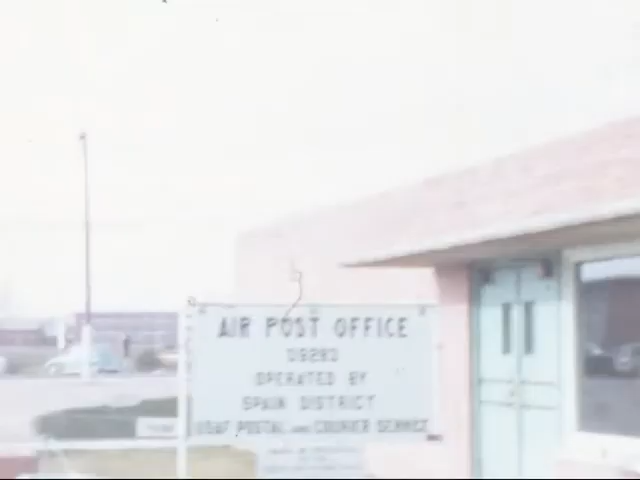 AIR POST OFFICE
09283
OPERATED BY
SPAIN DISTRICT
USAF POSTAL AND COURIER SERVICE